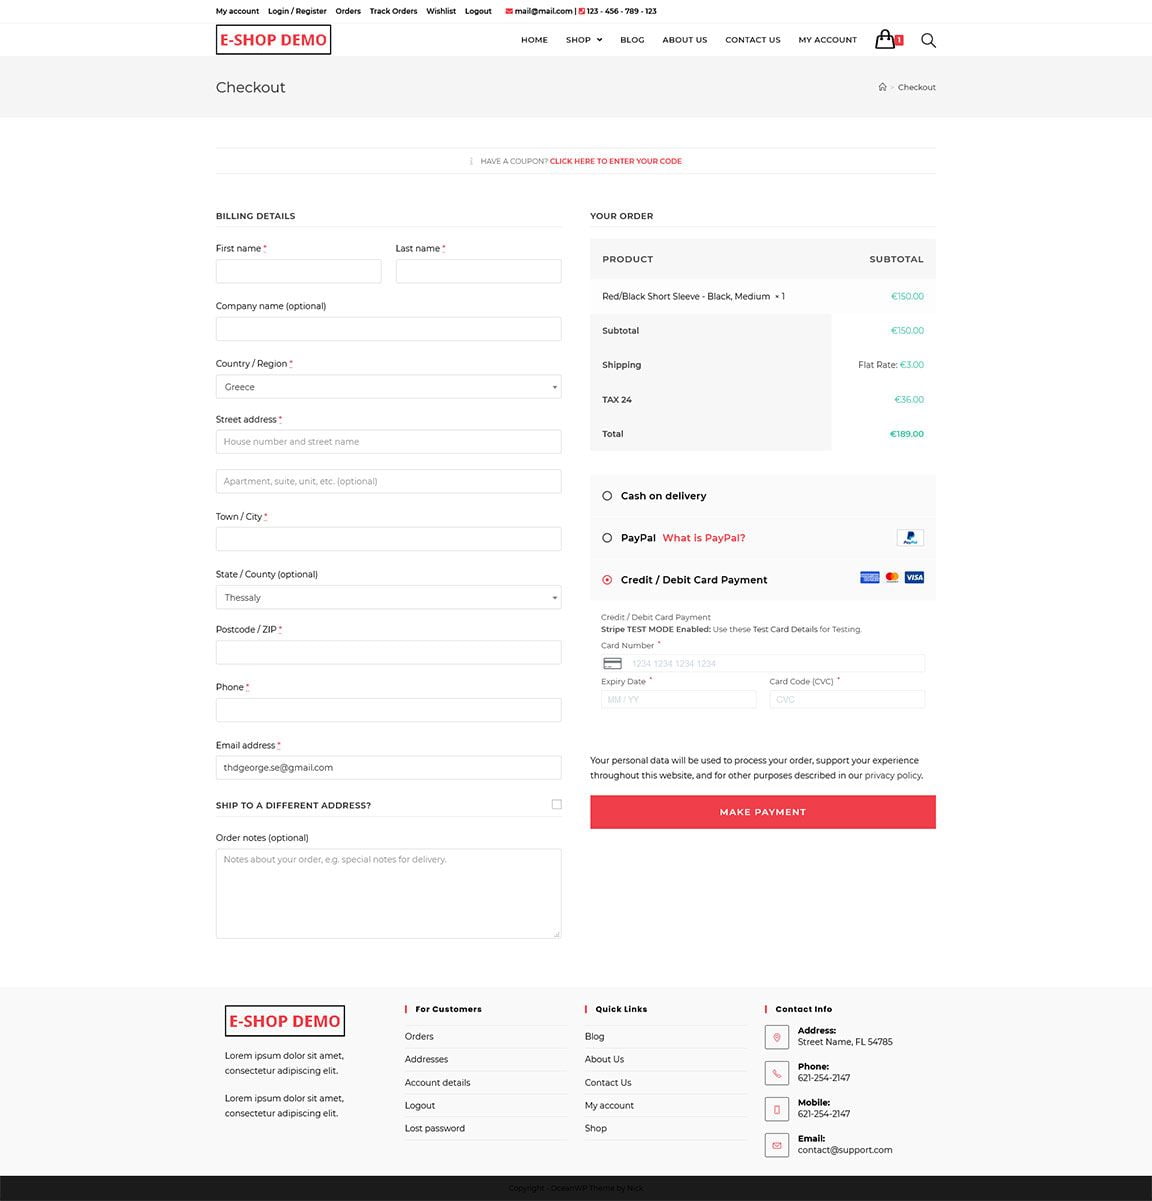 My account Login / Register Orders Track Orders Wishlist Logout mail@mail.com | 123 - 456 - 789 - 123
E-SHOP DEMO
HOME SHOP BLOG ABOUT US CONTACT US MY ACCOUNT 1
Checkout
> Checkout
HAVE A COUPON? CLICK HERE TO ENTER YOUR CODE
BILLING DETAILS
First name * Last name *
Company name (optional)
Country / Region *
Greece
Street address *
House number and street name
Apartment, suite, unit, etc. (optional)
Town / City *
State / County (optional)
Thessaly
Postcode / ZIP *
Phone *
Email address *
thdgeorge.se@gmail.com
SHIP TO A DIFFERENT ADDRESS?
Order notes (optional)
Notes about your order, e.g. special notes for delivery.
YOUR ORDER
PRODUCT SUBTOTAL
Red/Black Short Sleeve - Black, Medium × 1 €150.00
Subtotal €150.00
Shipping Flat Rate: €3.00
TAX 24 €36.00
Total €189.00
Cash on delivery
PayPal What is PayPal? PayPal
Credit / Debit Card Payment VISA
Credit / Debit Card Payment
Stripe TEST MODE Enabled: Use these Test Card Details for Testing.
Card Number *
1234 1234 1234 1234
Expiry Date * Card Code (CVC) *
MM / YY CVC
Your personal data will be used to process your order, support your experience
throughout this website, and for other purposes described in our privacy policy.
MAKE PAYMENT
E-SHOP DEMO
Lorem ipsum dolor sit amet,
consectetur adipiscing elit.
Lorem ipsum dolor sit amet,
consectetur adipiscing elit.
For Customers
Orders
Addresses
Account details
Logout
Lost password
Quick Links
Blog
About Us
Contact Us
My account
Shop
Contact Info
Address:
Street Name, FL 54785
Phone:
621-254-2147
Mobile:
621-254-2147
Email:
contact@support.com
Copyright - OceanWP Theme by Nick